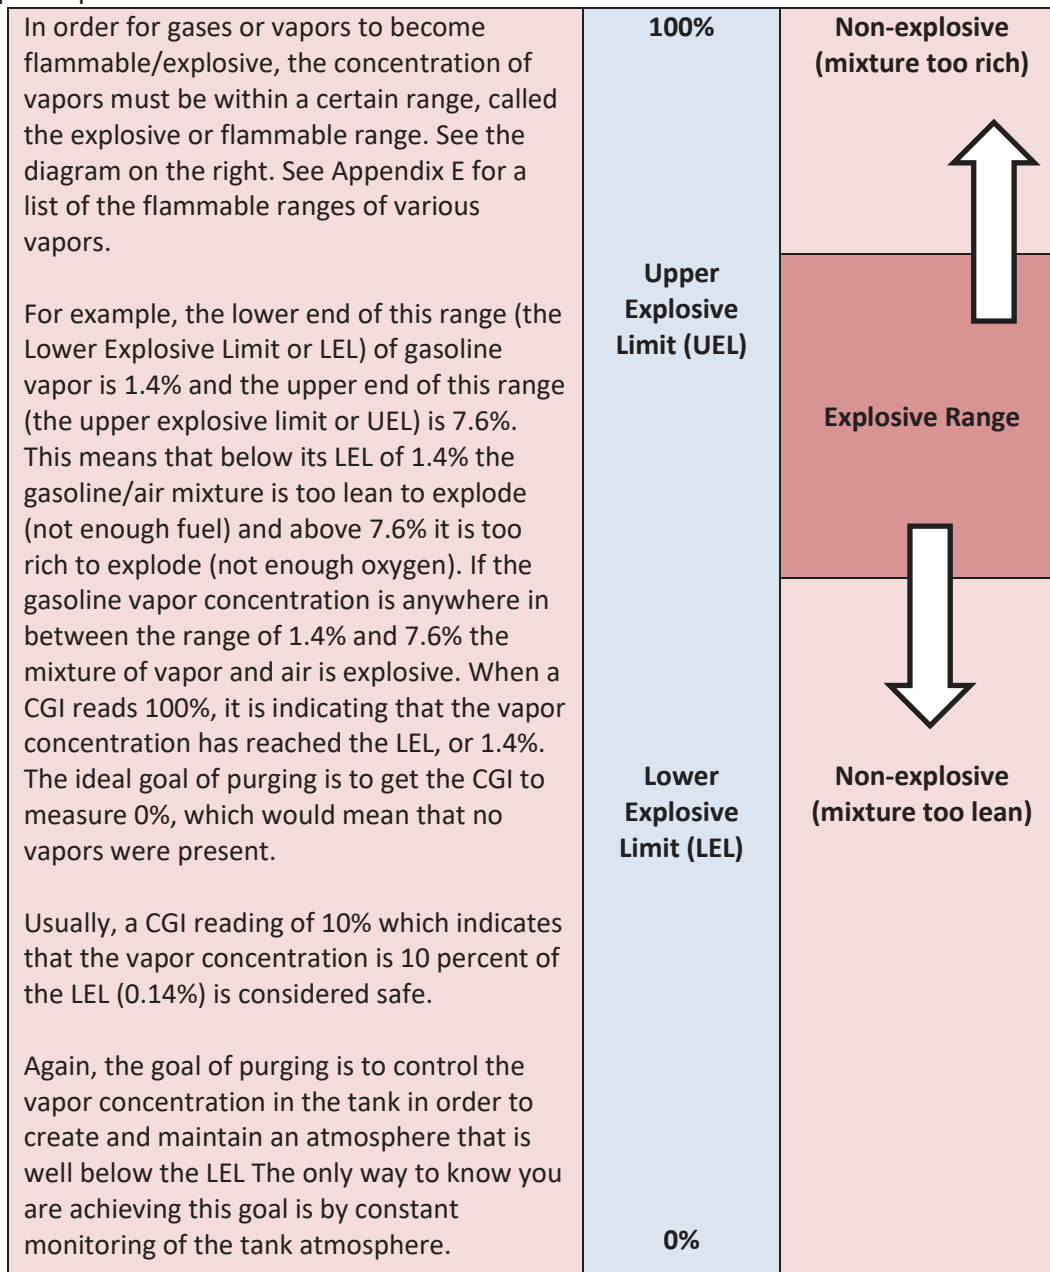 In order for gases or vapors to become
flammable/explosive, the concentration of
vapors must be within a certain range, called
the explosive or flammable range. See the
diagram on the right. See Appendix E for a
list of the flammable ranges of various
vapors.
For example, the lower end of this range (the
Lower Explosive Limit or LEL) of gasoline
vapor is 1.4% and the upper end of this range
(the upper explosive limit or UEL) is 7.6%.
This means that below its LEL of 1.4% the
gasoline/air mixture is too lean to explode
(not enough fuel) and above 7.6% it is too
rich to explode (not enough oxygen). If the
gasoline vapor concentration is anywhere in
between the range of 1.4% and 7.6% the
mixture of vapor and air is explosive. When a
CGI reads 100%, it is indicating that the vapor
concentration has reached the LEL, or 1.4%.
The ideal goal of purging is to get the CGI to
measure 0%, which would mean that no
vapors were present.
Usually, a CGI reading of 10% which indicates
that the vapor concentration is 10 percent of
the LEL (0.14%) is considered safe.
Again, the goal of purging is to control the
vapor concentration in the tank in order to
create and maintain an atmosphere that is
well below the LEL The only way to know you
are achieving this goal is by constant
monitoring of the tank atmosphere.
100%
Upper
Explosive
Limit (UEL)
Lower
Explosive
Limit (LEL)
0%
Non-explosive
(mixture too rich)
Explosive Range
Non-explosive
(mixture too lean)